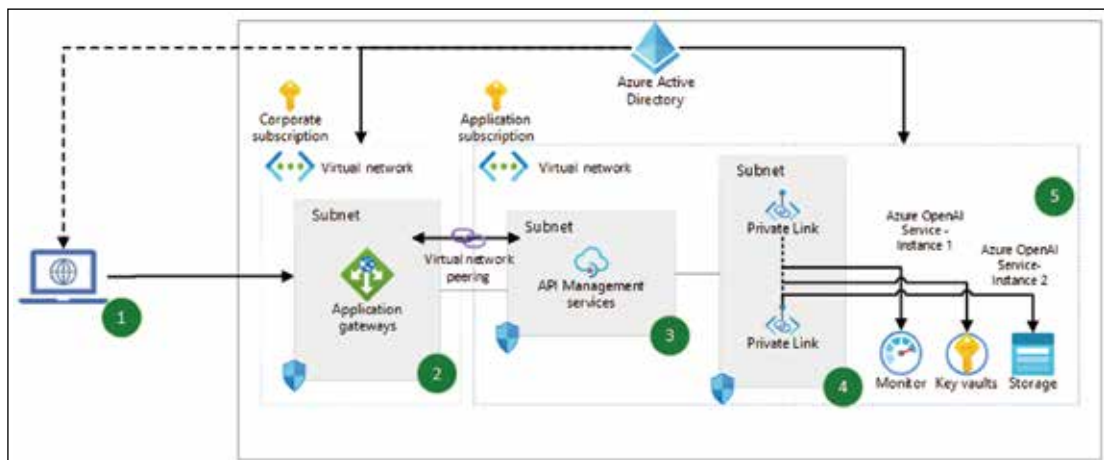 Azure Active
Directory
Corporate
subscription
Application
subscription
Virtual network
Virtual network
Subnet
Subnet
Subnet
Private Link
5
Azure OpenAI
Service -
Instance 1
Azure OpenAI
Service-
Instance 2
Virtual network
peering
API Management
services
Application
gateways
1
2
3
Private Link
4
Monitor
Key vaults
Storage